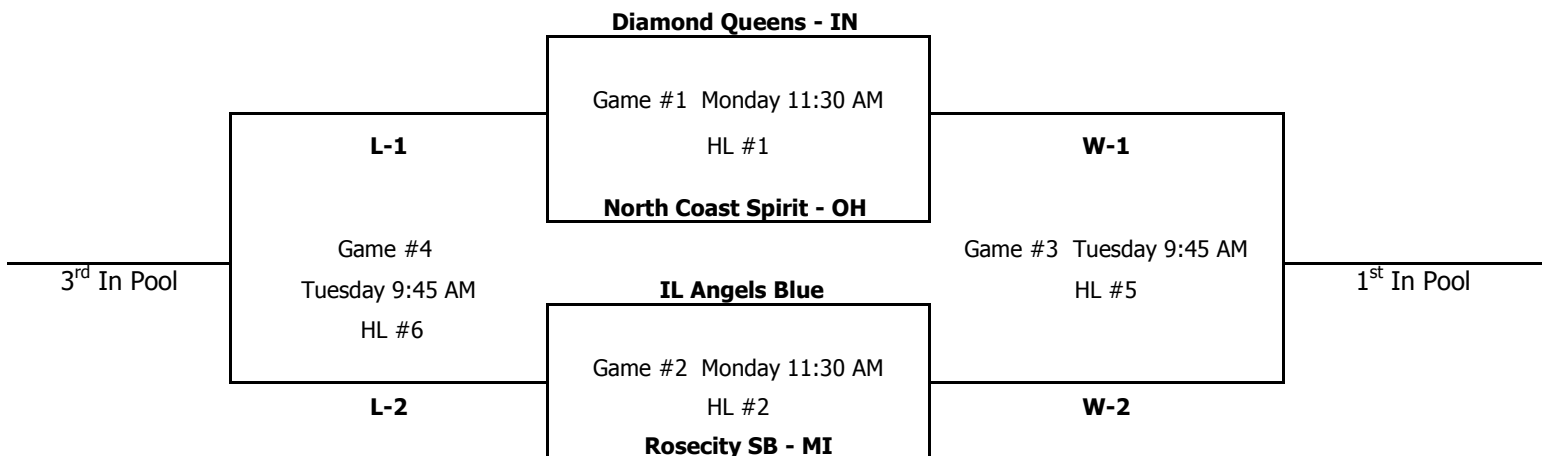 Diamond Queens - IN
Game #1  Monday 11:30 AM
L-1
HL #1
W-1
North Coast Spirit - OH
Game #4
Game #3  Tuesday 9:45 AM
3rd In Pool
Tuesday 9:45 AM
IL Angels Blue
HL #5
1st In Pool
HL #6
Game #2  Monday 11:30 AM
L-2
HL #2
W-2
Rosecity SB - MI